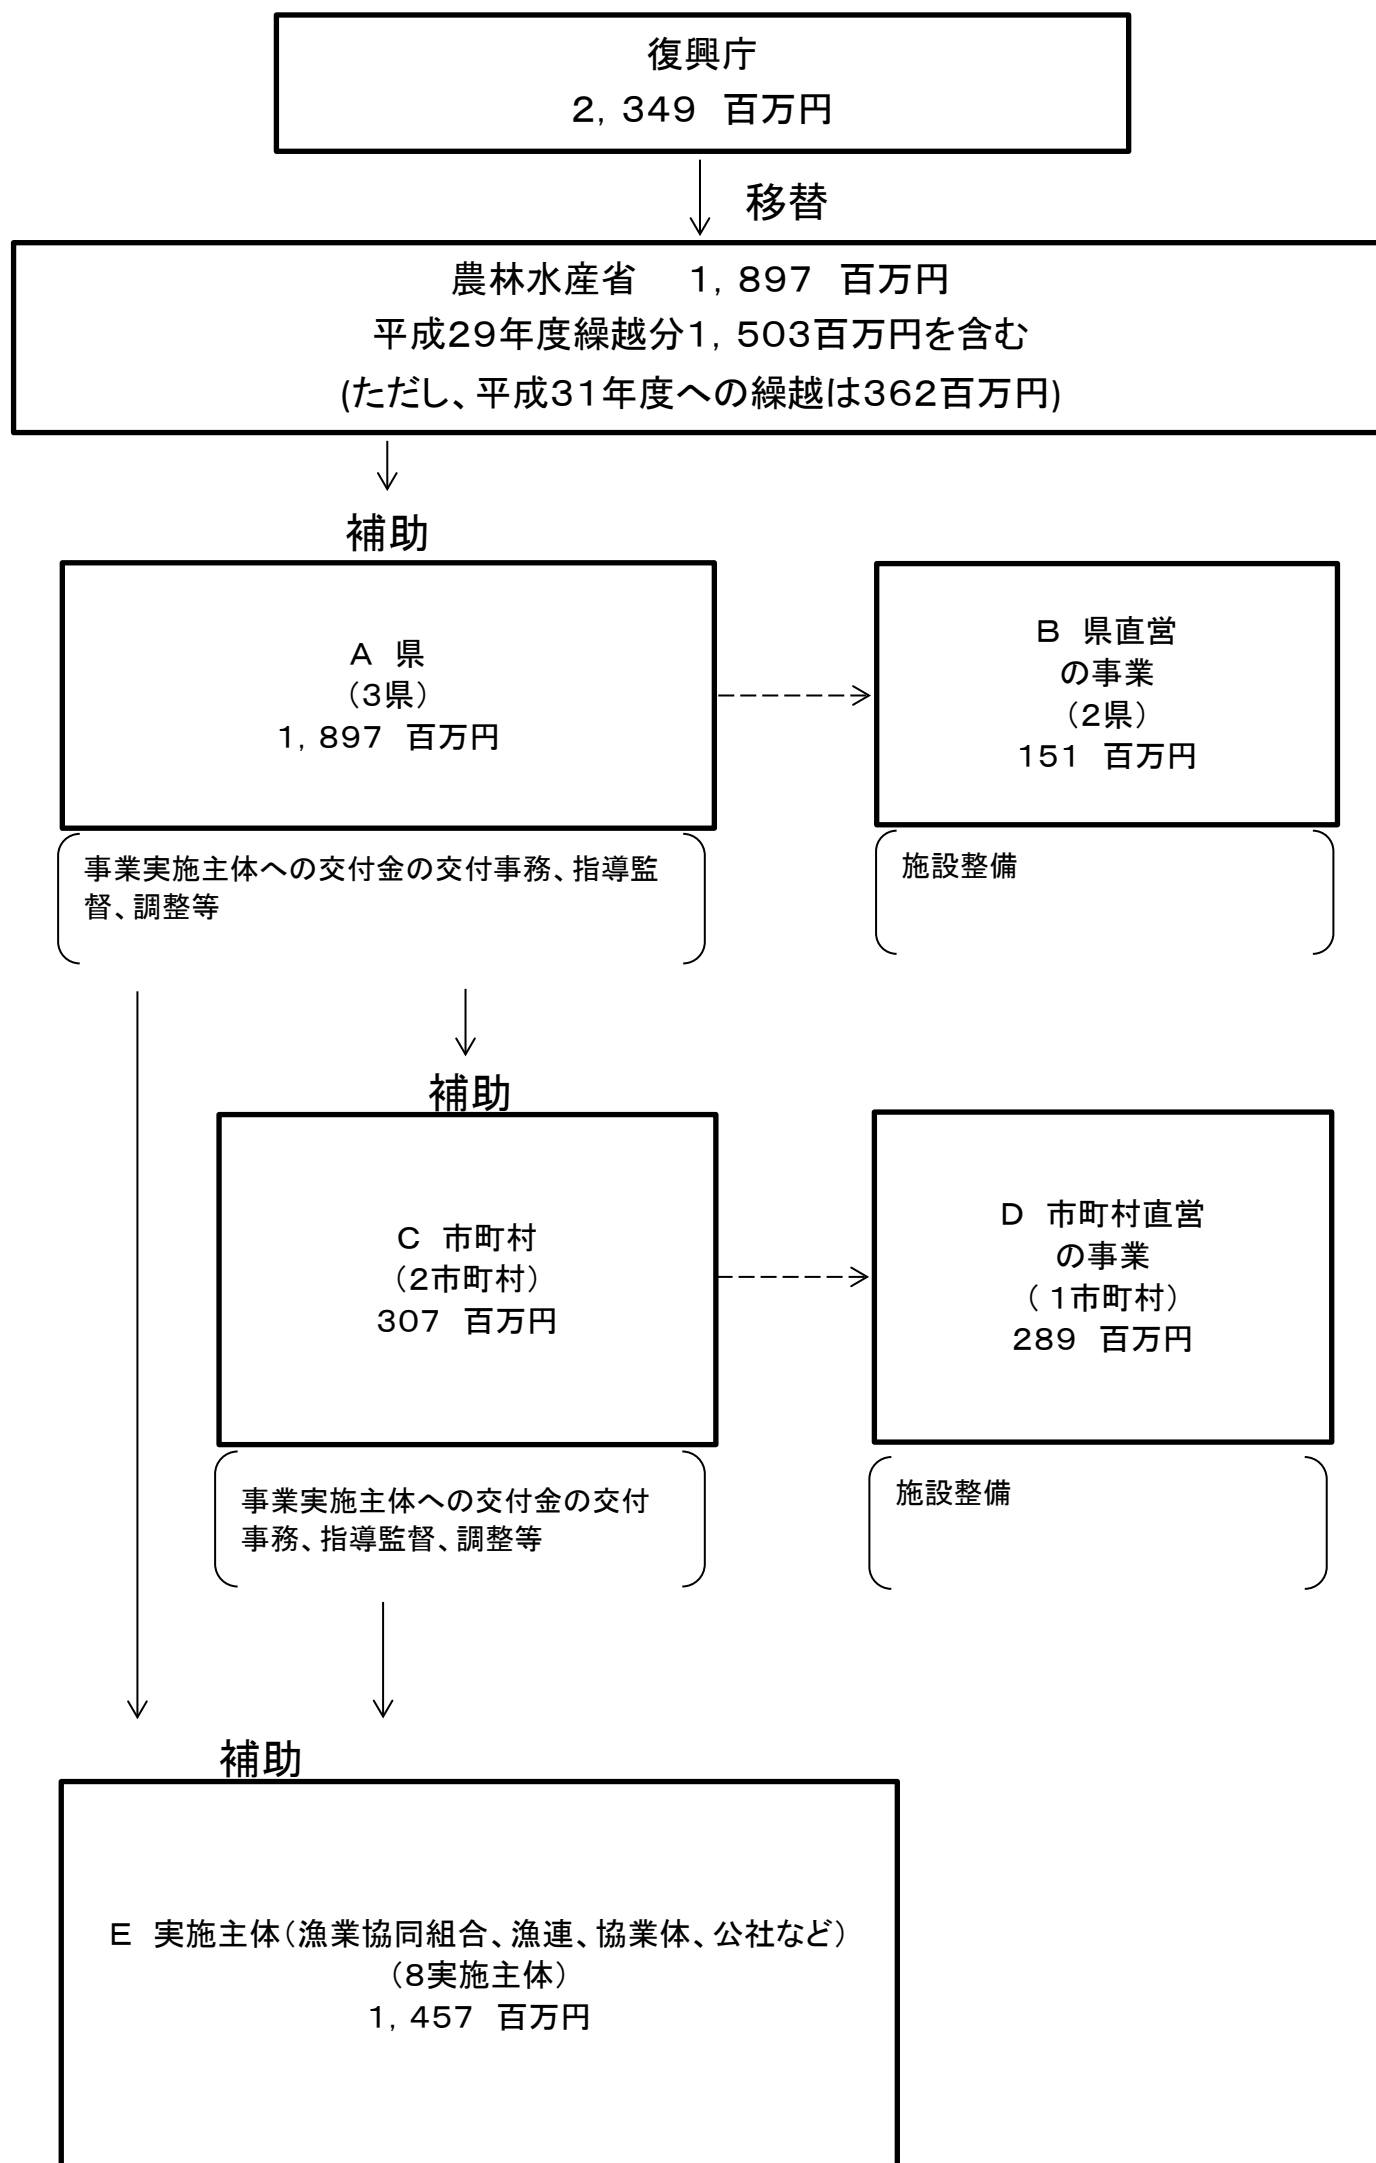 復興庁
2，349　百万円
移替
農林水産省　1，897　百万円
平成29年度繰越分1，503百万円を含む
(ただし、平成31年度への繰越は362百万円)
補助
A　県
（3県）
1，897　百万円
B　県直営
の事業
（2県）
151　百万円
事業実施主体への交付金の交付事務、指導監
督、調整等
施設整備
補助
C　市町村
（2市町村）
307　百万円
D　市町村直営
の事業
（ 1市町村）
289　百万円
事業実施主体への交付金の交付
事務、指導監督、調整等
施設整備
補助
E　実施主体（漁業協同組合、漁連、協業体、公社など）
（8実施主体）
1，457　百万円